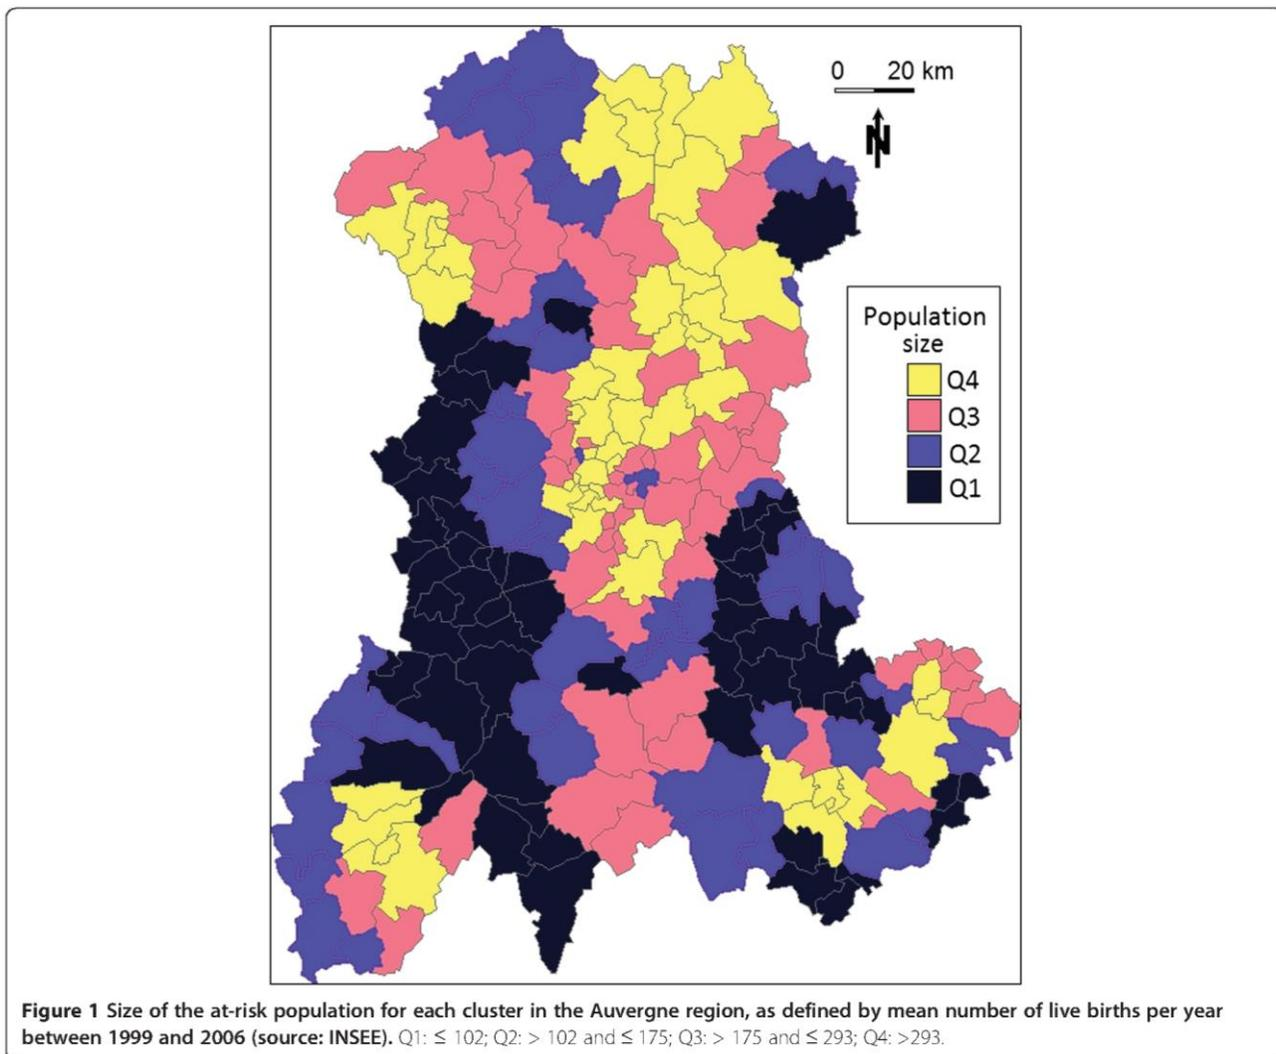 0 20 km
N
Population
size
Q4
Q3
Q2
Q1
Figure 1 Size of the at-risk population for each cluster in the Auvergne region, as defined by mean number of live births per year
between 1999 and 2006 (source: INSEE). Q1: ≤ 102; Q2: > 102 and ≤ 175; Q3: > 175 and ≤ 293; Q4: >293.